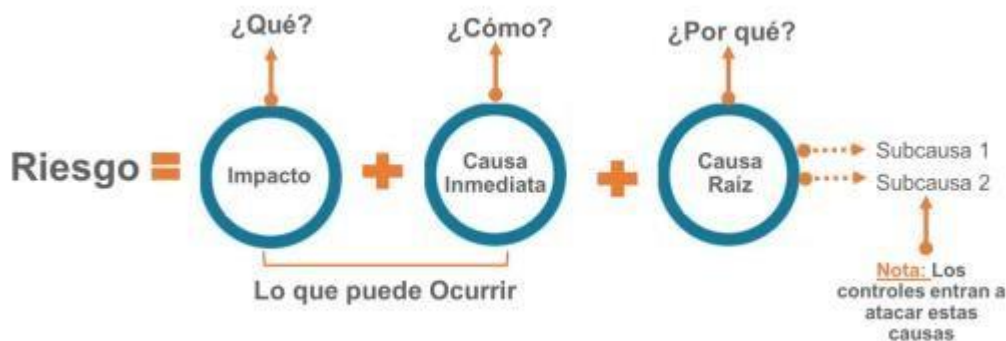 ¿Qué?
¿Cómo?
¿Por qué?
Riesgo =
Impacto
+
Causa
Inmediata
+
Causa
Raíz
Subcausa 1
Subcausa 2
Lo que puede Ocurrir
Nota: Los
controles entran a
atacar estas
causas